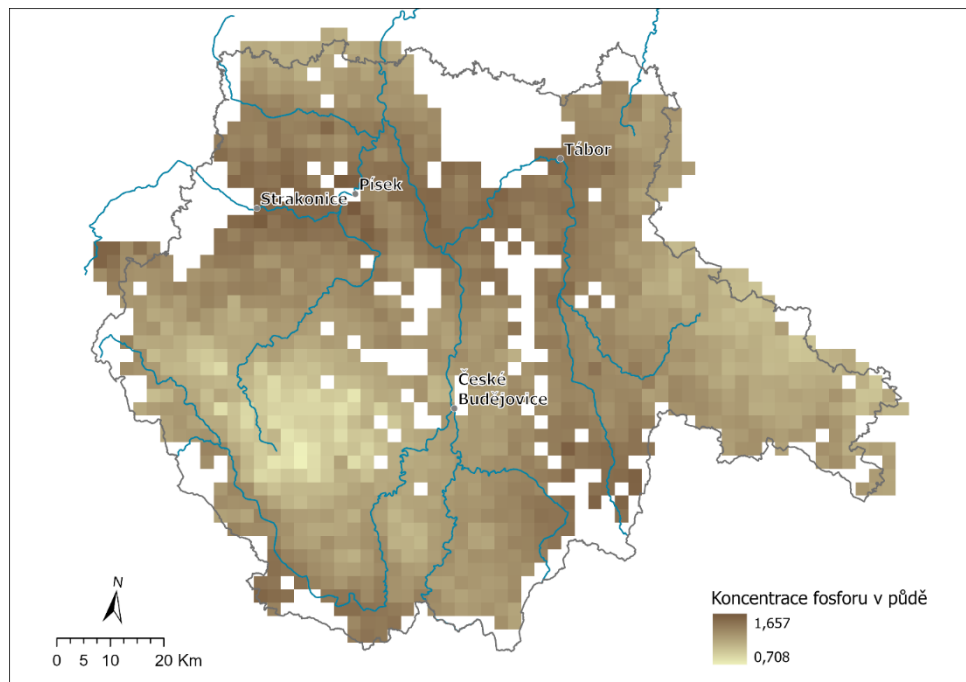 Tábor
Písek
Strakonice
České
Budějovice
N
0 5 10 20 Km
Koncentrace fosforu v půdě
1,657
0,708